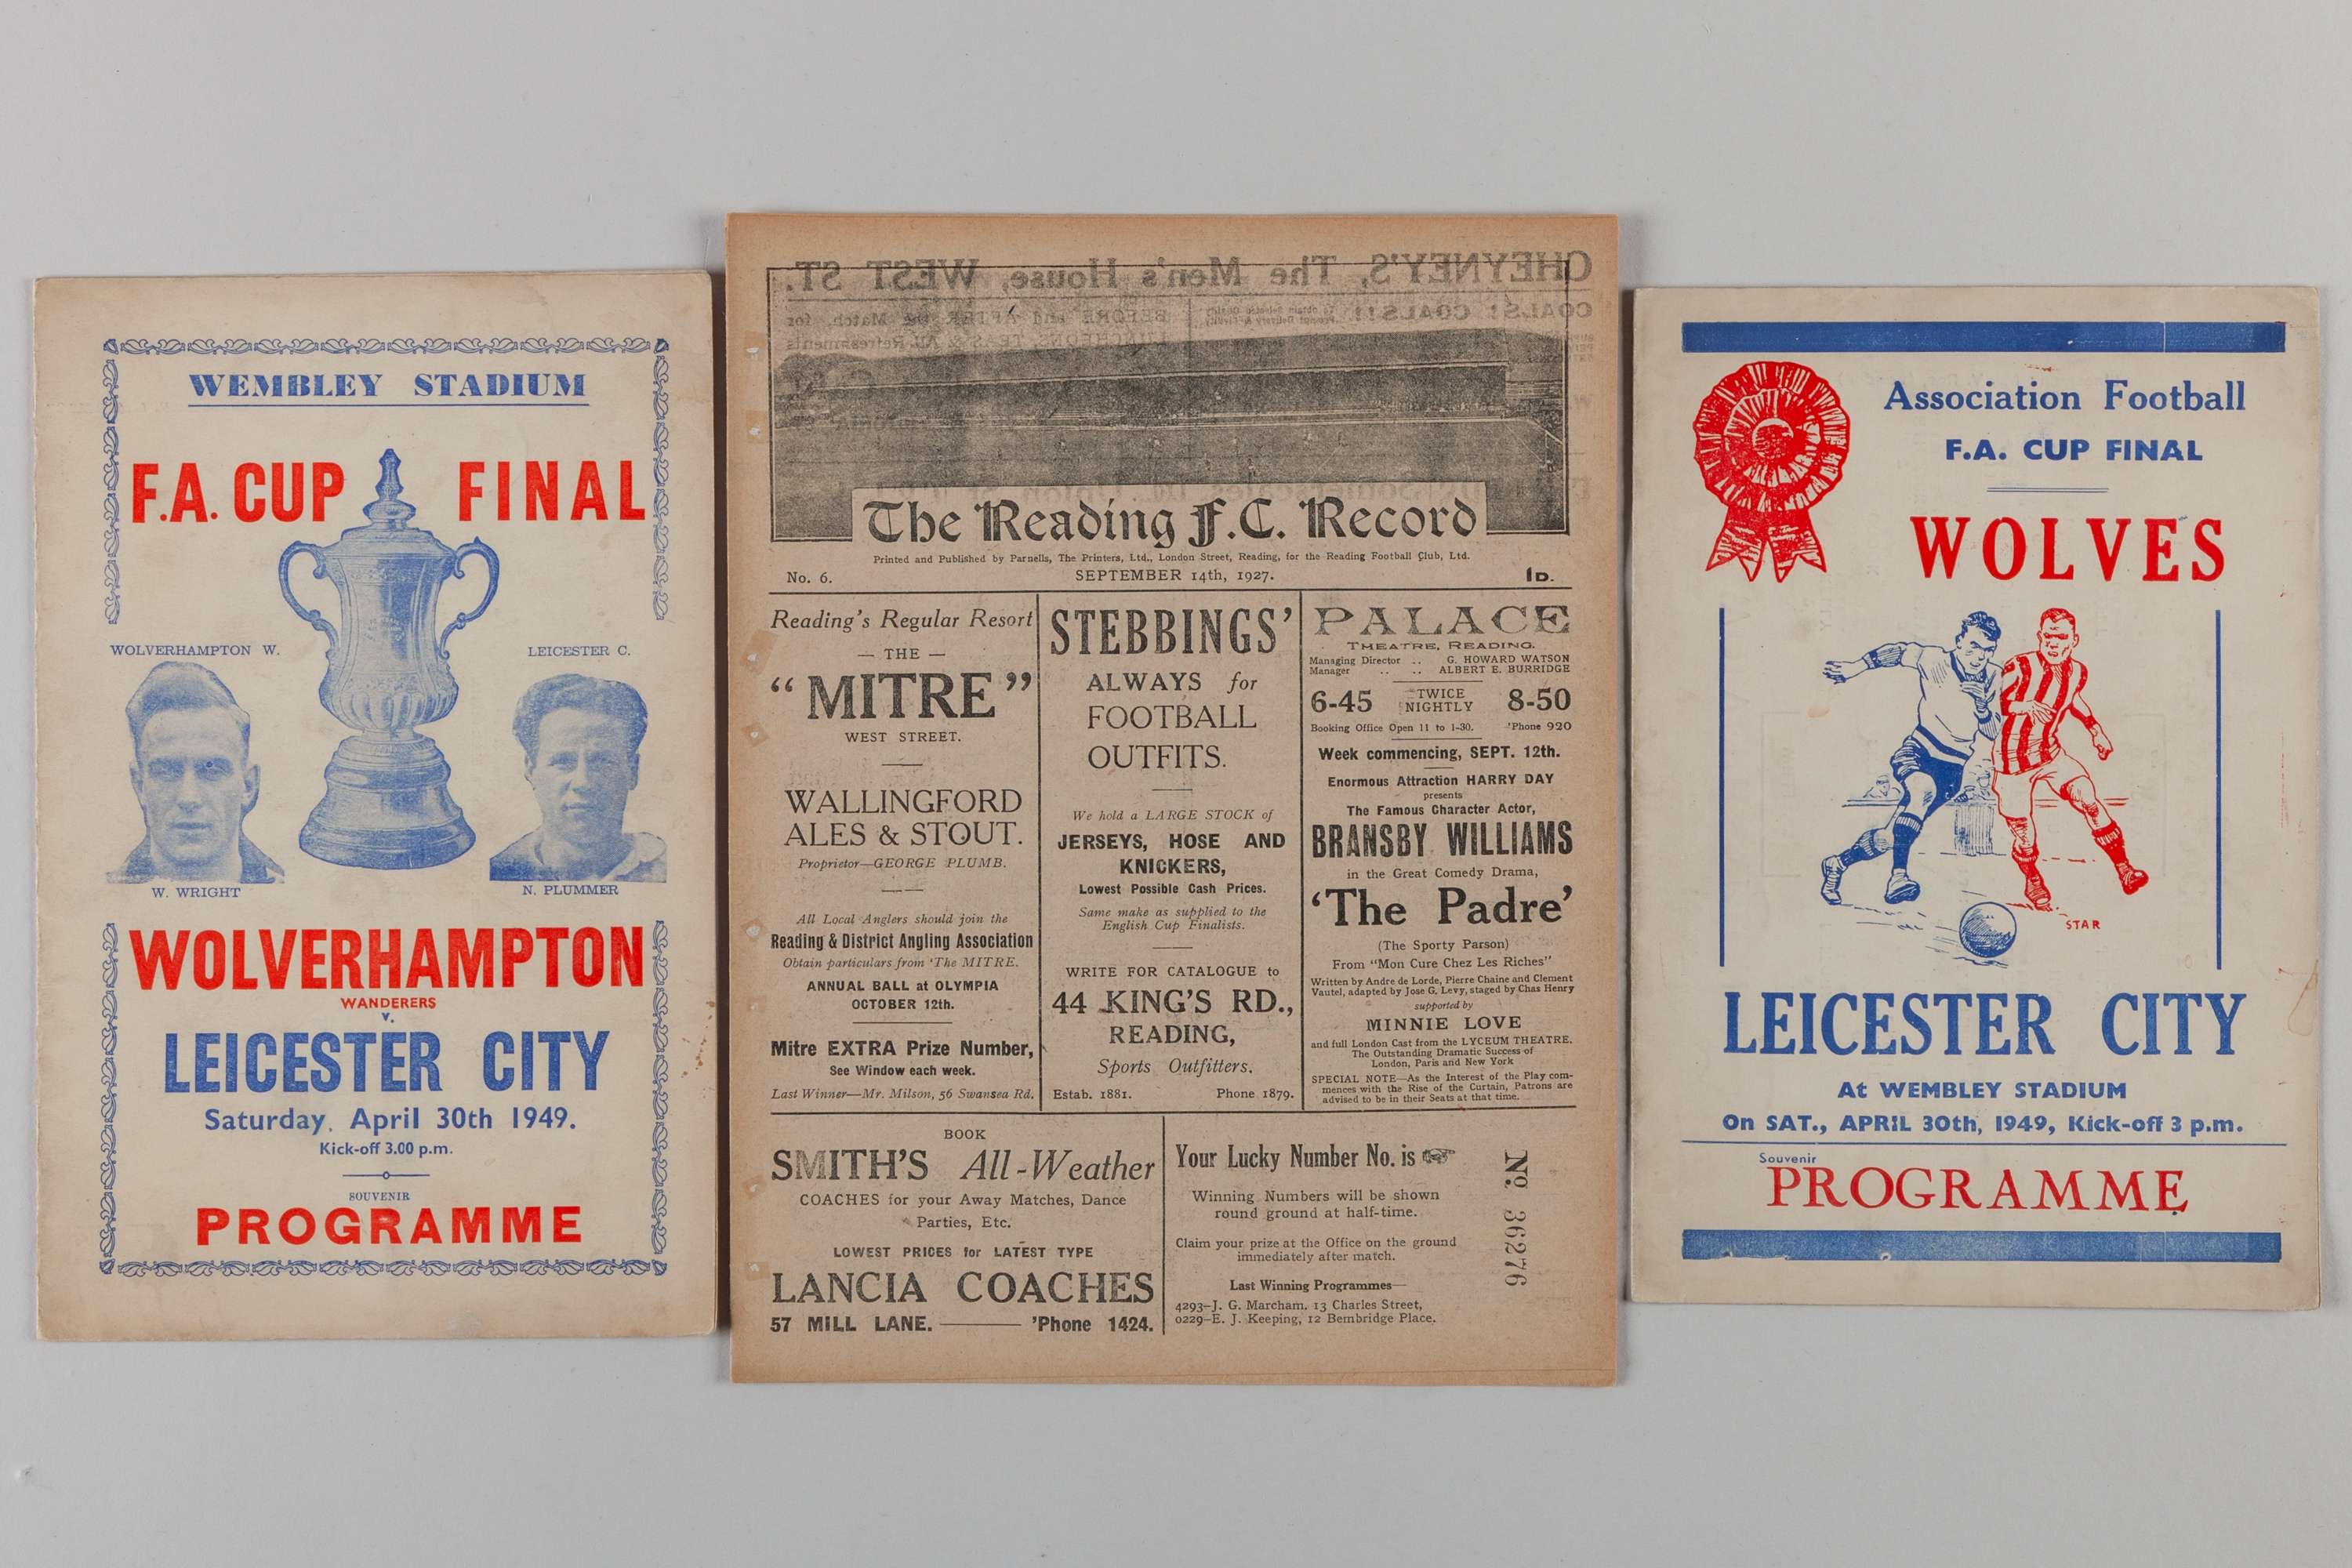 WEMBLEY STADIUM
F.A. CUP FINAL
WOLVERHAMPTON W.
LEICESTER C.
W. WRIGHT
N. PLUMMER
WOLVERHAMPTON
WANDERERS
v.
LEICESTER CITY
Saturday, April 30th 1949.
Kick-off 3.00 p.m.
SOUVENIR
PROGRAMME
CHEYNEY'S, The Men's House, WEST ST.
COALS! COALS!!
BEFORE and AFTER the Match, for
LUNCHEONS, TEAS & All Refreshments
The Reading F.C. Record
Printed and Published by Parnells, The Printers, Ltd., London Street, Reading, for the Reading Football Club, Ltd.
No. 6.
SEPTEMBER 14th, 1927.
1D.
Reading's Regular Resort
— THE —
"MITRE"
WEST STREET.
WALLINGFORD
ALES & STOUT.
Proprietor—GEORGE PLUMB.
All Local Anglers should join the
Reading & District Angling Association
Obtain particulars from 'The MITRE.
ANNUAL BALL at OLYMPIA
OCTOBER 12th.
Mitre EXTRA Prize Number,
See Window each week.
Last Winner—Mr. Milson, 56 Swansea Rd.
STEBBINGS'
ALWAYS for
FOOTBALL
OUTFITS.
We hold a LARGE STOCK of
JERSEYS, HOSE AND
KNICKERS,
Lowest Possible Cash Prices.
Same make as supplied to the
English Cup Finalists.
WRITE FOR CATALOGUE to
44 KING'S RD.,
READING,
Sports Outfitters.
Estab. 1881. Phone 1879.
PALACE
THEATRE, READING.
Managing Director .. G. HOWARD WATSON
Manager .. .. ALBERT E. BURRIDGE
6-45 TWICE NIGHTLY 8-50
Booking Office Open 11 to 1-30. 'Phone 920
Week commencing, SEPT. 12th.
Enormous Attraction HARRY DAY
presents
The Famous Character Actor,
BRANSBY WILLIAMS
in the Great Comedy Drama,
'The Padre'
(The Sporty Parson)
From "Mon Cure Chez Les Riches"
Written by Andre de Lorde, Pierre Chaine and Clement
Vautel, adapted by Jose G. Levy, staged by Chas Henry
supported by
MINNIE LOVE
and full London Cast from the LYCEUM THEATRE.
The Outstanding Dramatic Success of
London, Paris and New York
SPECIAL NOTE—As the Interest of the Play com-
mences with the Rise of the Curtain, Patrons are
advised to be in their Seats at that time.
BOOK
SMITH'S All-Weather
COACHES for your Away Matches, Dance
Parties, Etc.
LOWEST PRICES for LATEST TYPE
LANCIA COACHES
57 MILL LANE. 'Phone 1424.
Your Lucky Number No. is
Winning Numbers will be shown
round ground at half-time.
Claim your prize at the Office on the ground
immediately after match.
Last Winning Programmes—
4293—J. G. Marcham, 13 Charles Street,
0229—E. J. Keeping, 12 Bembridge Place.
No. 36276
Association Football
F.A. CUP FINAL
WOLVES
STAR
LEICESTER CITY
At WEMBLEY STADIUM
On SAT., APRIL 30th, 1949, Kick-off 3 p.m.
Souvenir
PROGRAMME